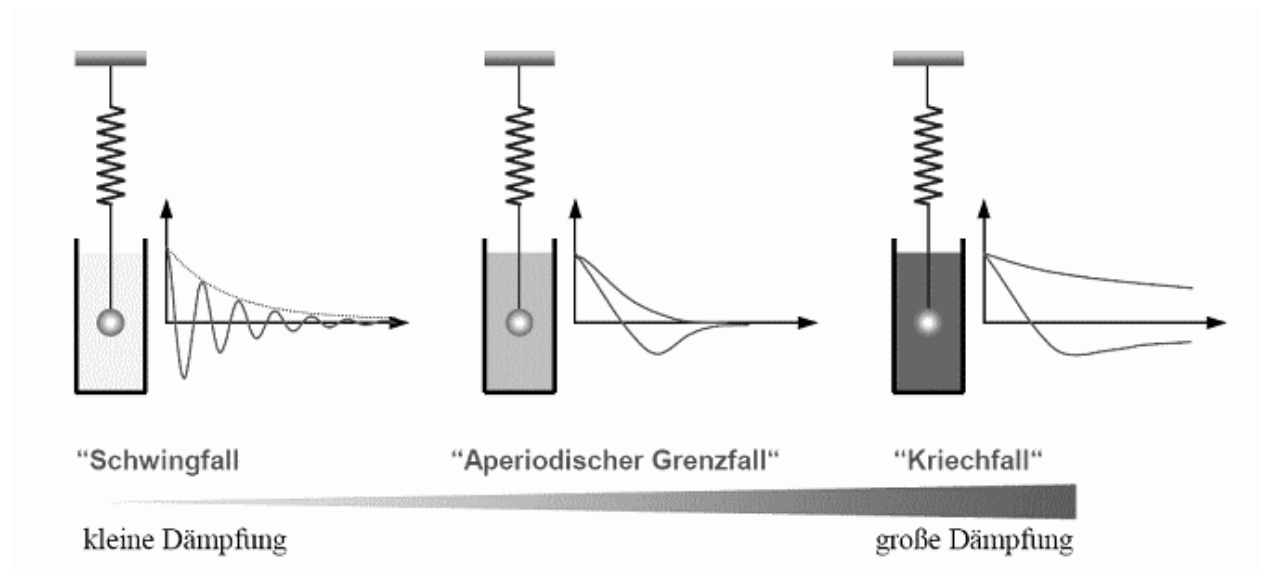 “Schwingfall
“Aperiodischer Grenzfall“
“Kriechfall“
kleine Dämpfung
große Dämpfung